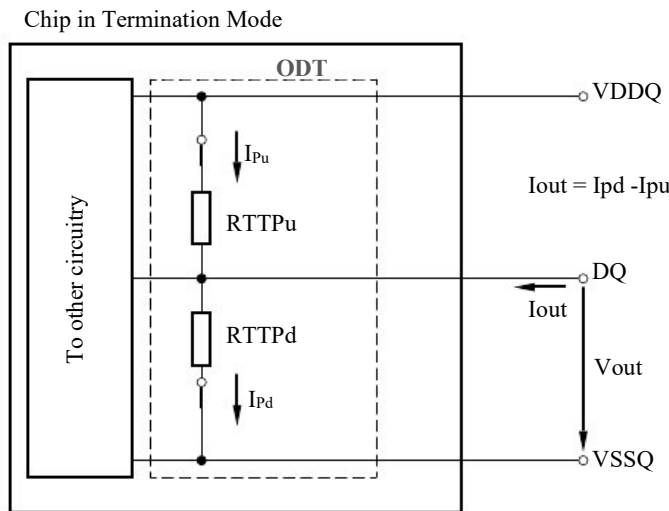 Chip in Termination Mode
ODT
VDDQ
IPu
Iout = Ipd -Ipu
RTTPu
To other circuitry
DQ
Iout
RTTPd
Vout
IPd
VSSQ